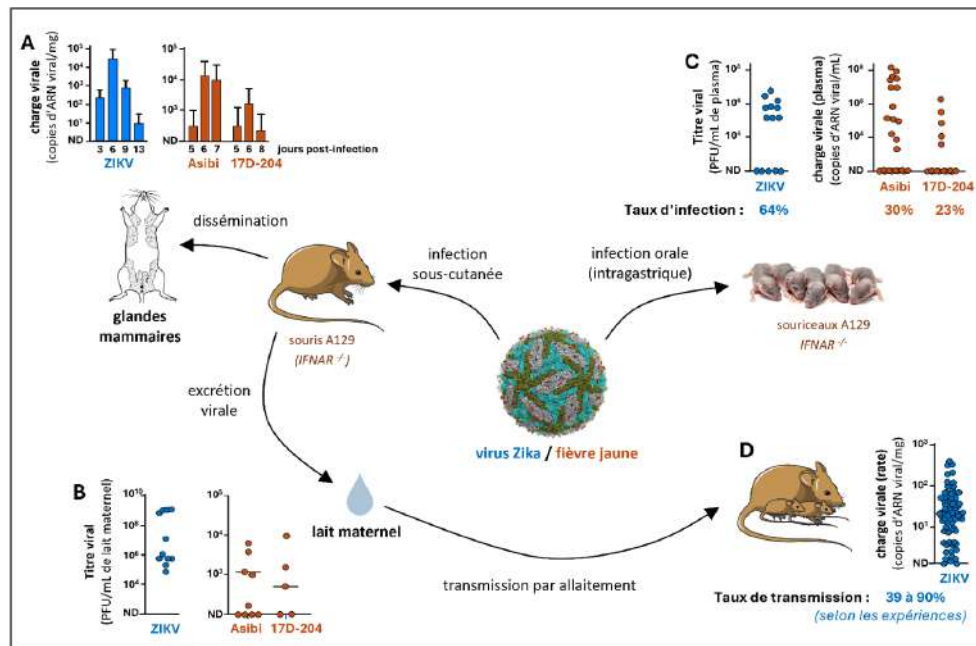 A
charge virale
(copies d'ARN viral/mg)
10⁵
10⁴
10³
10²
10¹
ND
3 6 9 13
ZIKV
10⁵
10³
ND
5 6 7 5 6 8 jours post-infection
Asibi 17D-204
C
Titre viral
(PFU/mL de plasma)
10⁸
10⁶
10⁴
ND
ZIKV
charge virale (plasma)
(copies d'ARN viral/mL)
10⁸
10⁶
10⁴
ND
Asibi 17D-204
Taux d'infection : 64% 30% 23%
dissémination
glandes
mammaires
souris A129
(IFNAR -/-)
infection
sous-cutanée
infection orale
(intragastrique)
souriceaux A129
IFNAR -/-
excrétion
virale
virus Zika / fièvre jaune
B
Titre viral
(PFU/mL de lait maternel)
10¹⁰
10⁸
10⁶
10⁴
ND
ZIKV
10⁵
10³
ND
Asibi 17D-204
lait maternel
transmission par allaitement
D
charge virale (rate)
(copies d'ARN viral/mg)
10³
10²
10¹
ND
ZIKV
Taux de transmission : 39 à 90%
(selon les expériences)